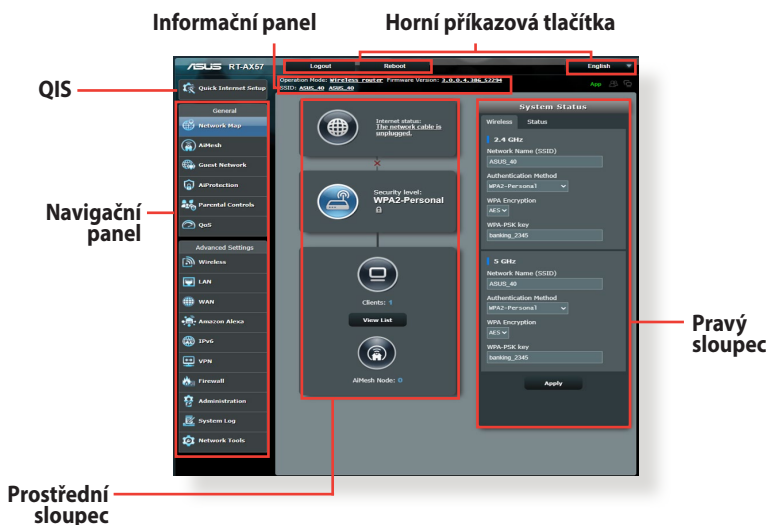 Informační panel
Horní příkazová tlačítka
QIS
Navigační
panel
Prostřední
sloupec
Pravý
sloupec
ASUS RT-AX57
Logout
Reboot
English
Operation Mode: Wireless router Firmware Version: 3.0.0.4.386_52294
SSID: ASUS_40 ASUS_40
App
Quick Internet Setup
General
Network Map
AiMesh
Guest Network
AiProtection
Parental Controls
QoS
Advanced Settings
Wireless
LAN
WAN
Amazon Alexa
IPv6
VPN
Firewall
Administration
System Log
Network Tools
Internet status:
The network cable is
unplugged.
Security level:
WPA2-Personal
Clients: 1
View List
AiMesh Node: 0
System Status
Wireless
Status
2.4 GHz
Network Name (SSID)
ASUS_40
Authentication Method
WPA2-Personal
WPA Encryption
AES
WPA-PSK key
banking_2345
5 GHz
Network Name (SSID)
ASUS_40
Authentication Method
WPA2-Personal
WPA Encryption
AES
WPA-PSK key
banking_2345
Apply